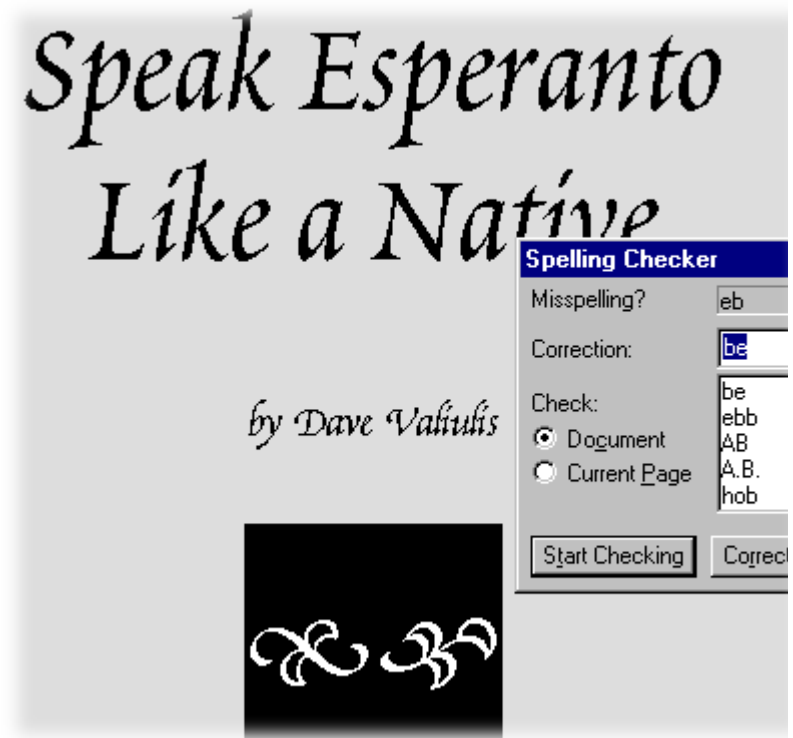 Speak Esperanto
Like a Native
by Dave Valiulis
Spelling Checker
Misspelling? eb
Correction: be
Check:
Document
Current Page
be
ebb
AB
A.B.
hob
Start Checking
Correct